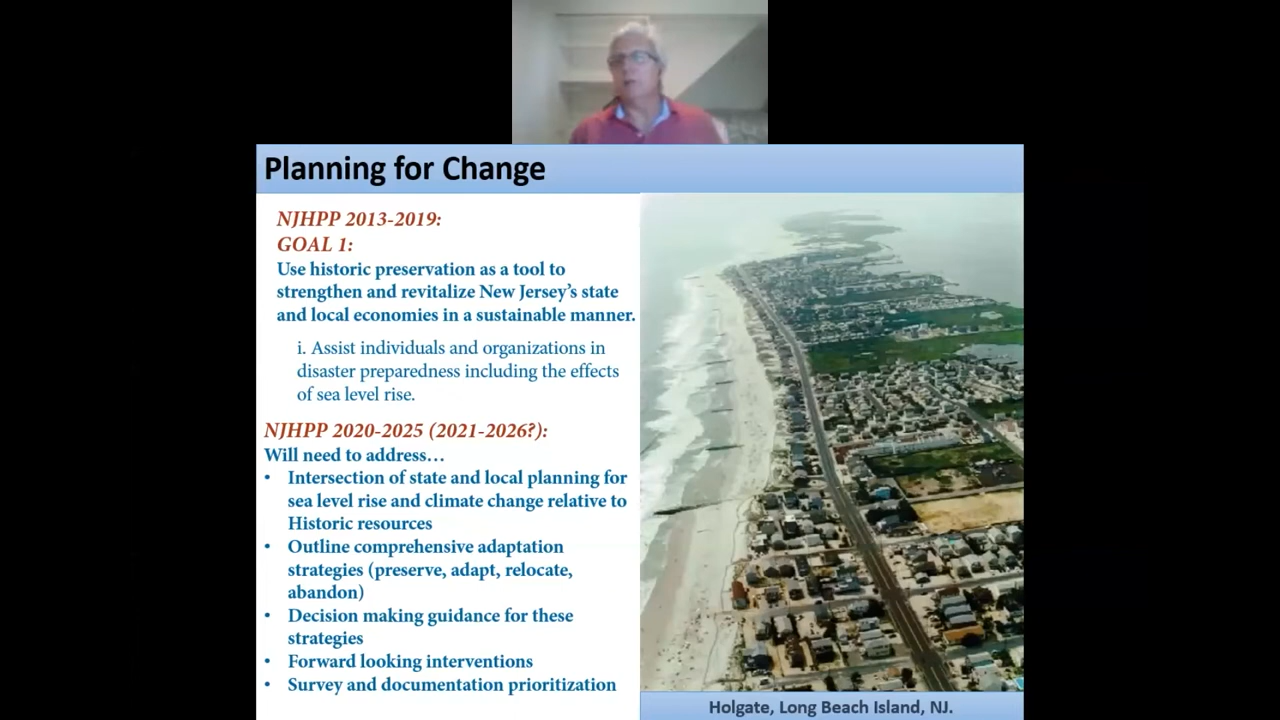 Planning for Change
NJHPP 2013-2019:
GOAL 1:
Use historic preservation as a tool to
strengthen and revitalize New Jersey's state
and local economies in a sustainable manner.
i. Assist individuals and organizations in
disaster preparedness including the effects
of sea level rise.
NJHPP 2020-2025 (2021-2026?):
Will need to address…
• Intersection of state and local planning for
sea level rise and climate change relative to
Historic resources
• Outline comprehensive adaptation
strategies (preserve, adapt, relocate,
abandon)
• Decision making guidance for these
strategies
• Forward looking interventions
• Survey and documentation prioritization
Holgate, Long Beach Island, NJ.